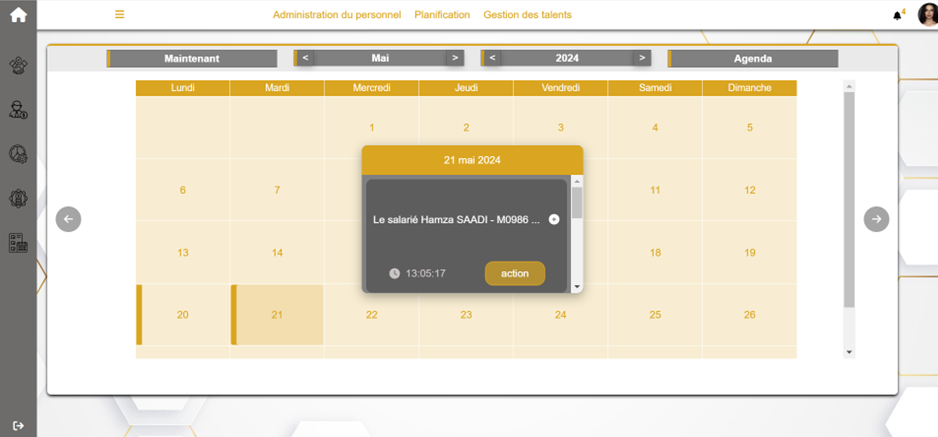 Administration du personnel Planification Gestion des talents
4
Maintenant < Mai > < 2024 > Agenda
Lundi Mardi Mercredi Jeudi Vendredi Samedi Dimanche
1 2 3 4 5
21 mai 2024
6 7 11 12
Le salarié Hamza SAADI - M0986 ...
13 14 18 19
13:05:17 action
20 21 22 23 24 25 26